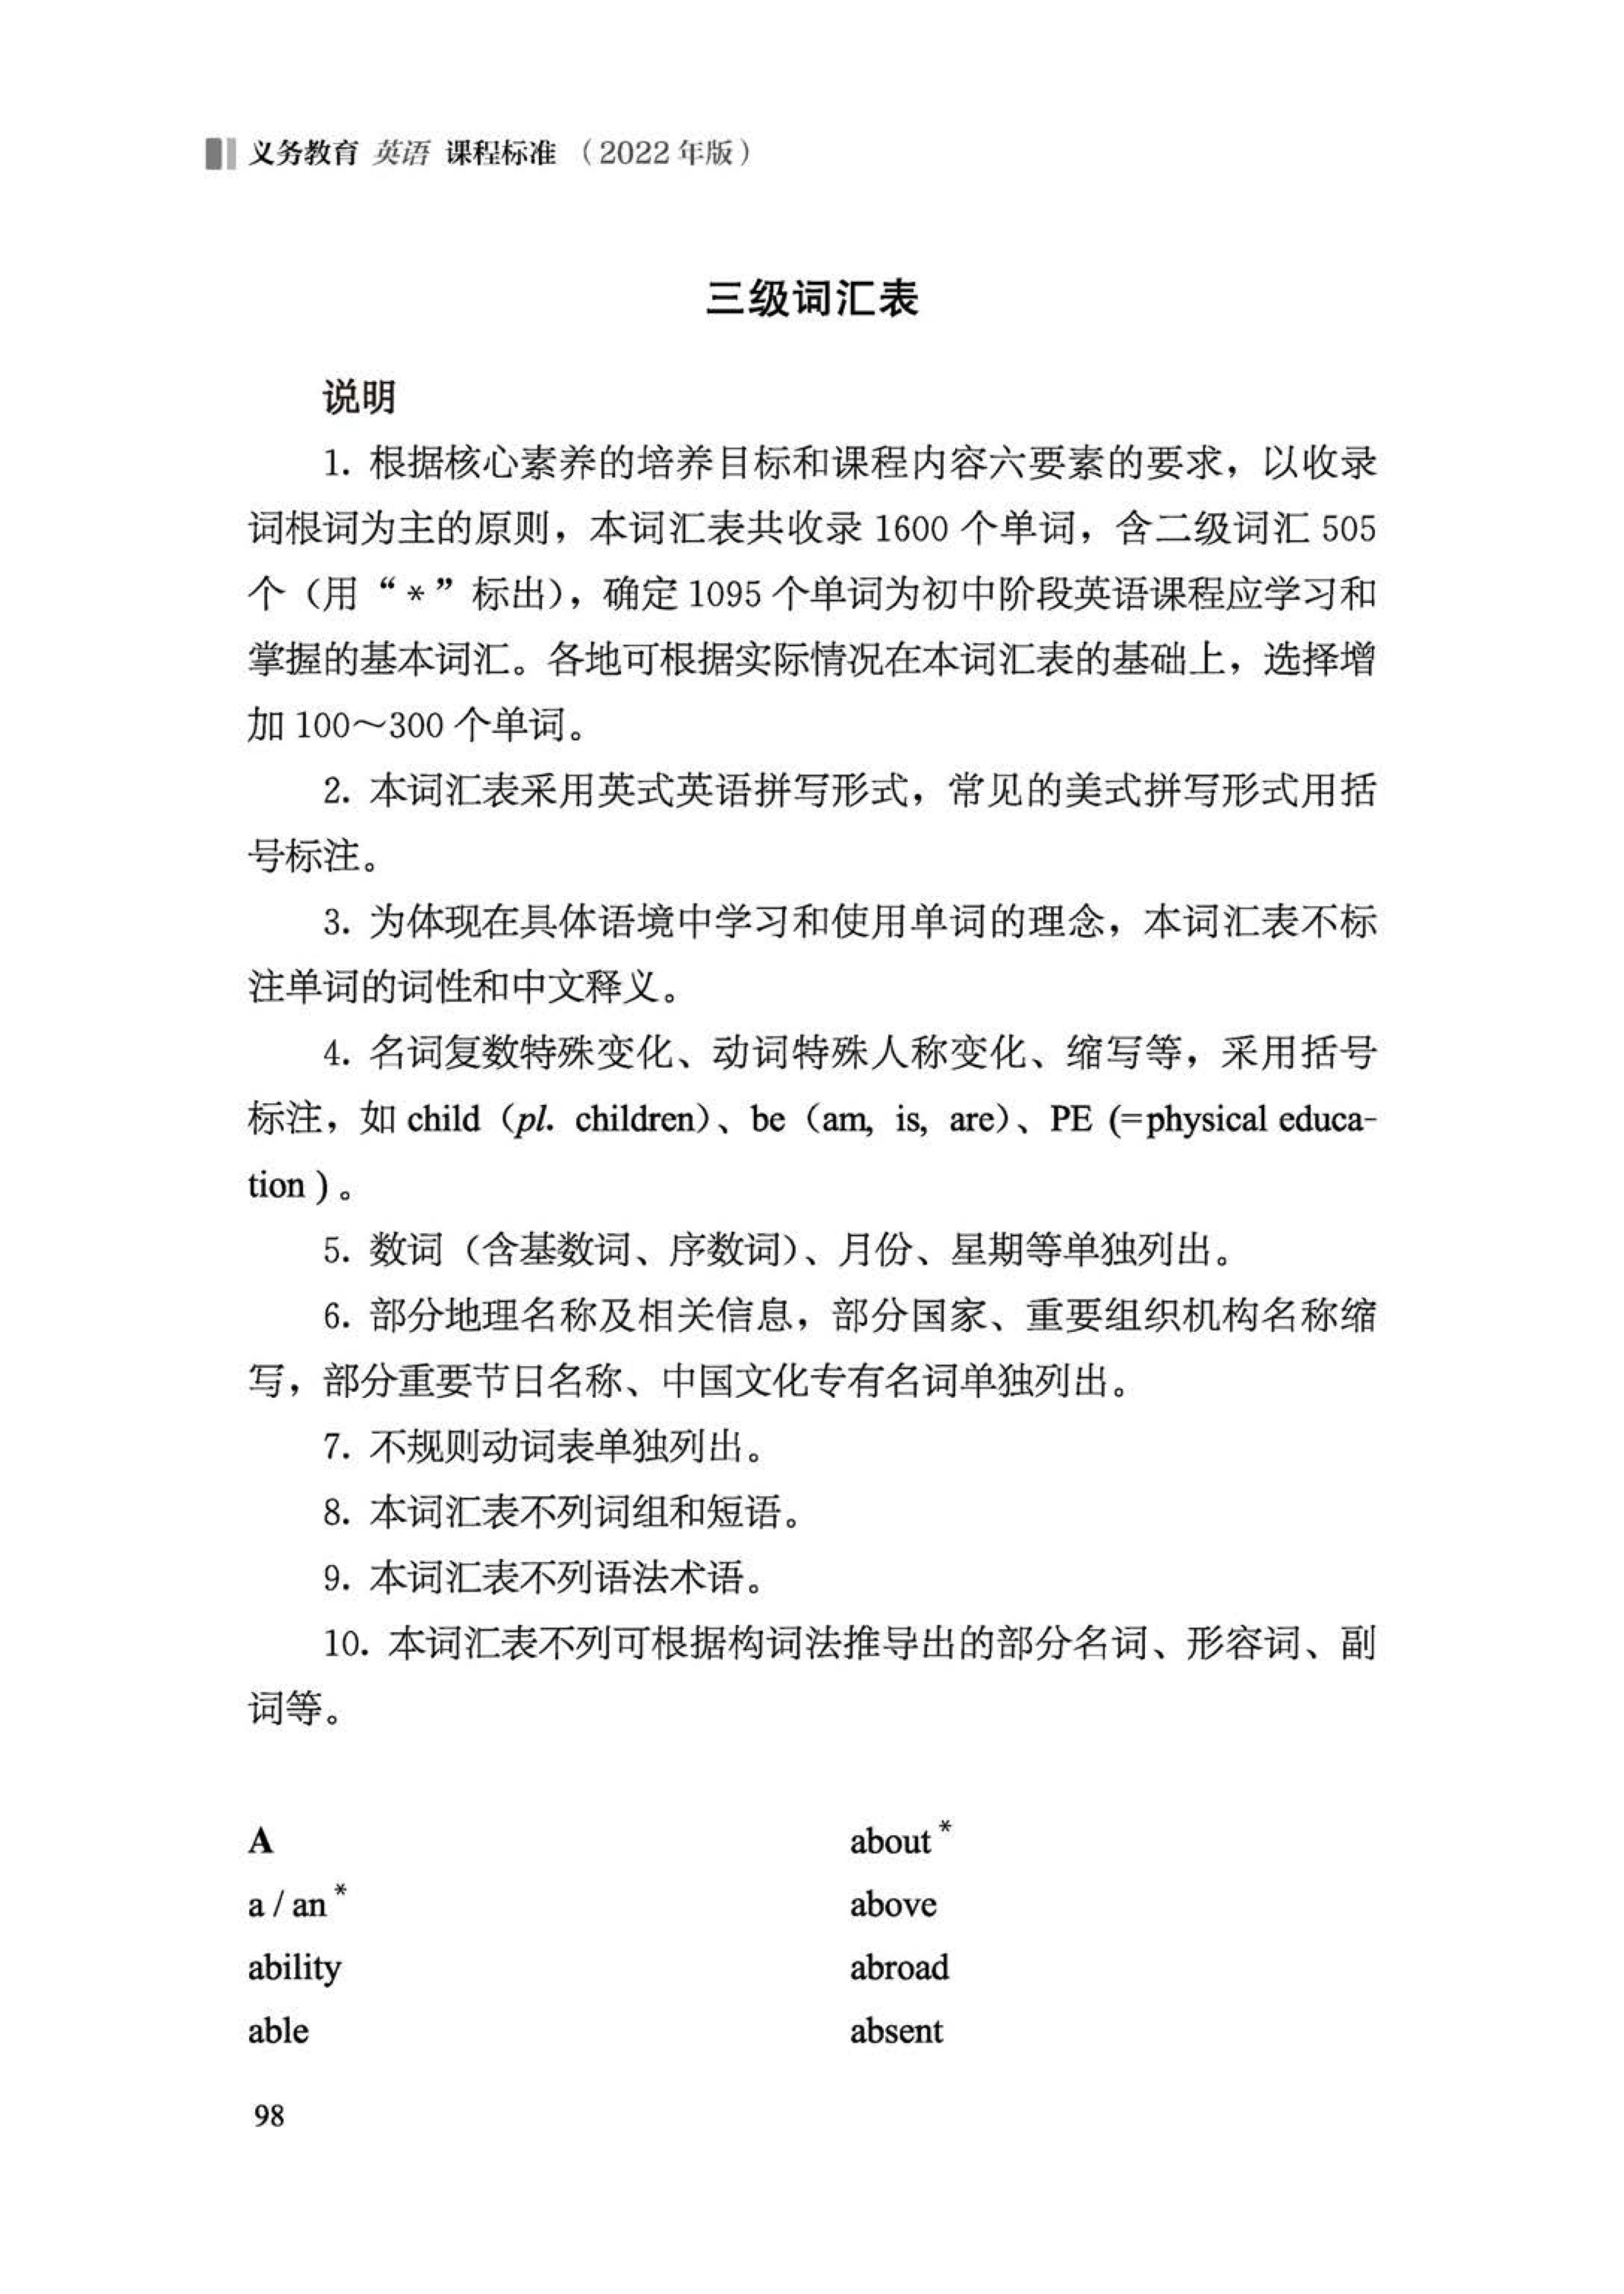 义务教育 英语 课程标准（2022年版）
三级词汇表
说明
1. 根据核心素养的培养目标和课程内容六要素的要求，以收录
词根词为主的原则，本词汇表共收录 1600 个单词，含二级词汇 505
个（用“*”标出），确定 1095 个单词为初中阶段英语课程应学习和
掌握的基本词汇。各地可根据实际情况在本词汇表的基础上，选择增
加 100～300 个单词。
2. 本词汇表采用英式英语拼写形式，常见的美式拼写形式用括
号标注。
3. 为体现在具体语境中学习和使用单词的理念，本词汇表不标
注单词的词性和中文释义。
4. 名词复数特殊变化、动词特殊人称变化、缩写等，采用括号
标注，如 child（pl. children）、be（am, is, are）、PE (=physical educa-
tion )。
5. 数词（含基数词、序数词）、月份、星期等单独列出。
6. 部分地理名称及相关信息，部分国家、重要组织机构名称缩
写，部分重要节日名称、中国文化专有名词单独列出。
7. 不规则动词表单独列出。
8. 本词汇表不列词组和短语。
9. 本词汇表不列语法术语。
10. 本词汇表不列可根据构词法推导出的部分名词、形容词、副
词等。
A
a / an *
ability
able
about *
above
abroad
absent
98